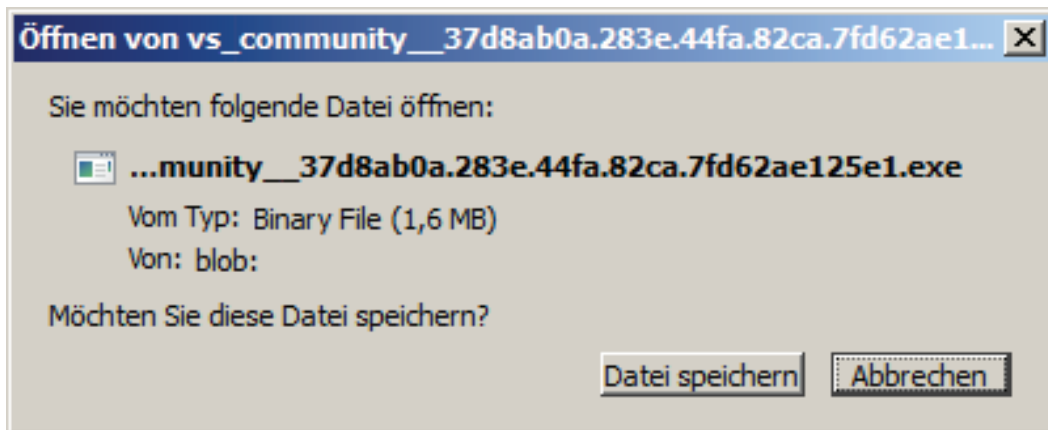 Öffnen von vs_community__37d8ab0a.283e.44fa.82ca.7fd62ae1...
Sie möchten folgende Datei öffnen:
...munity__37d8ab0a.283e.44fa.82ca.7fd62ae125e1.exe
Vom Typ: Binary File (1,6 MB)
Von: blob:
Möchten Sie diese Datei speichern?
Datei speichern Abbrechen